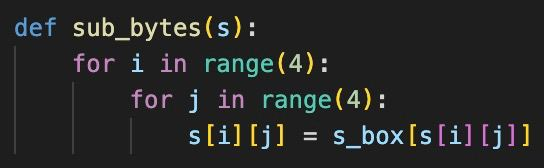 def sub_bytes(s):
    for i in range(4):
        for j in range(4):
            s[i][j] = s_box[s[i][j]]